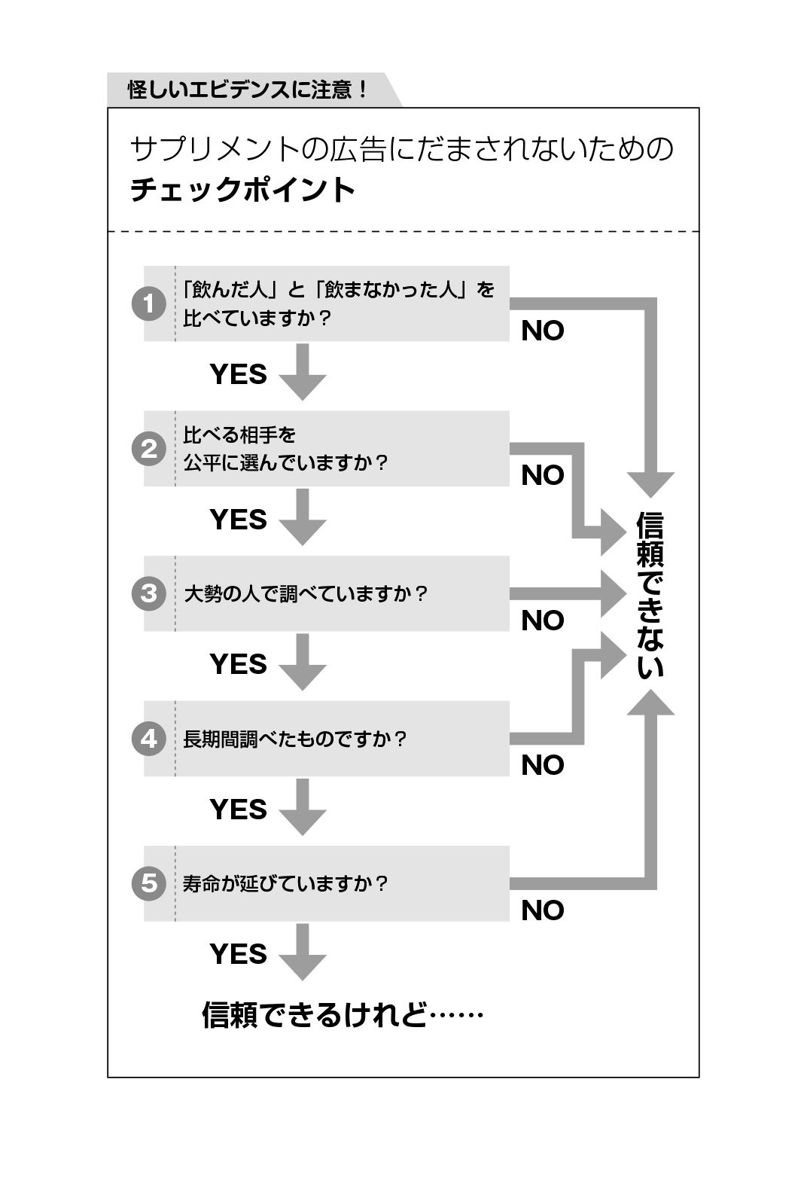 怪しいエビデンスに注意！
サプリメントの広告にだまされないための
チェックポイント
1
「飲んだ人」と「飲まなかった人」を
比べていますか？
NO
YES
2
比べる相手を
公平に選んでいますか？
NO
YES
3
大勢の人で調べていますか？
NO
YES
4
長期間調べたものですか？
NO
YES
5
寿命が延びていますか？
NO
YES
信頼できない
信頼できるけれど……